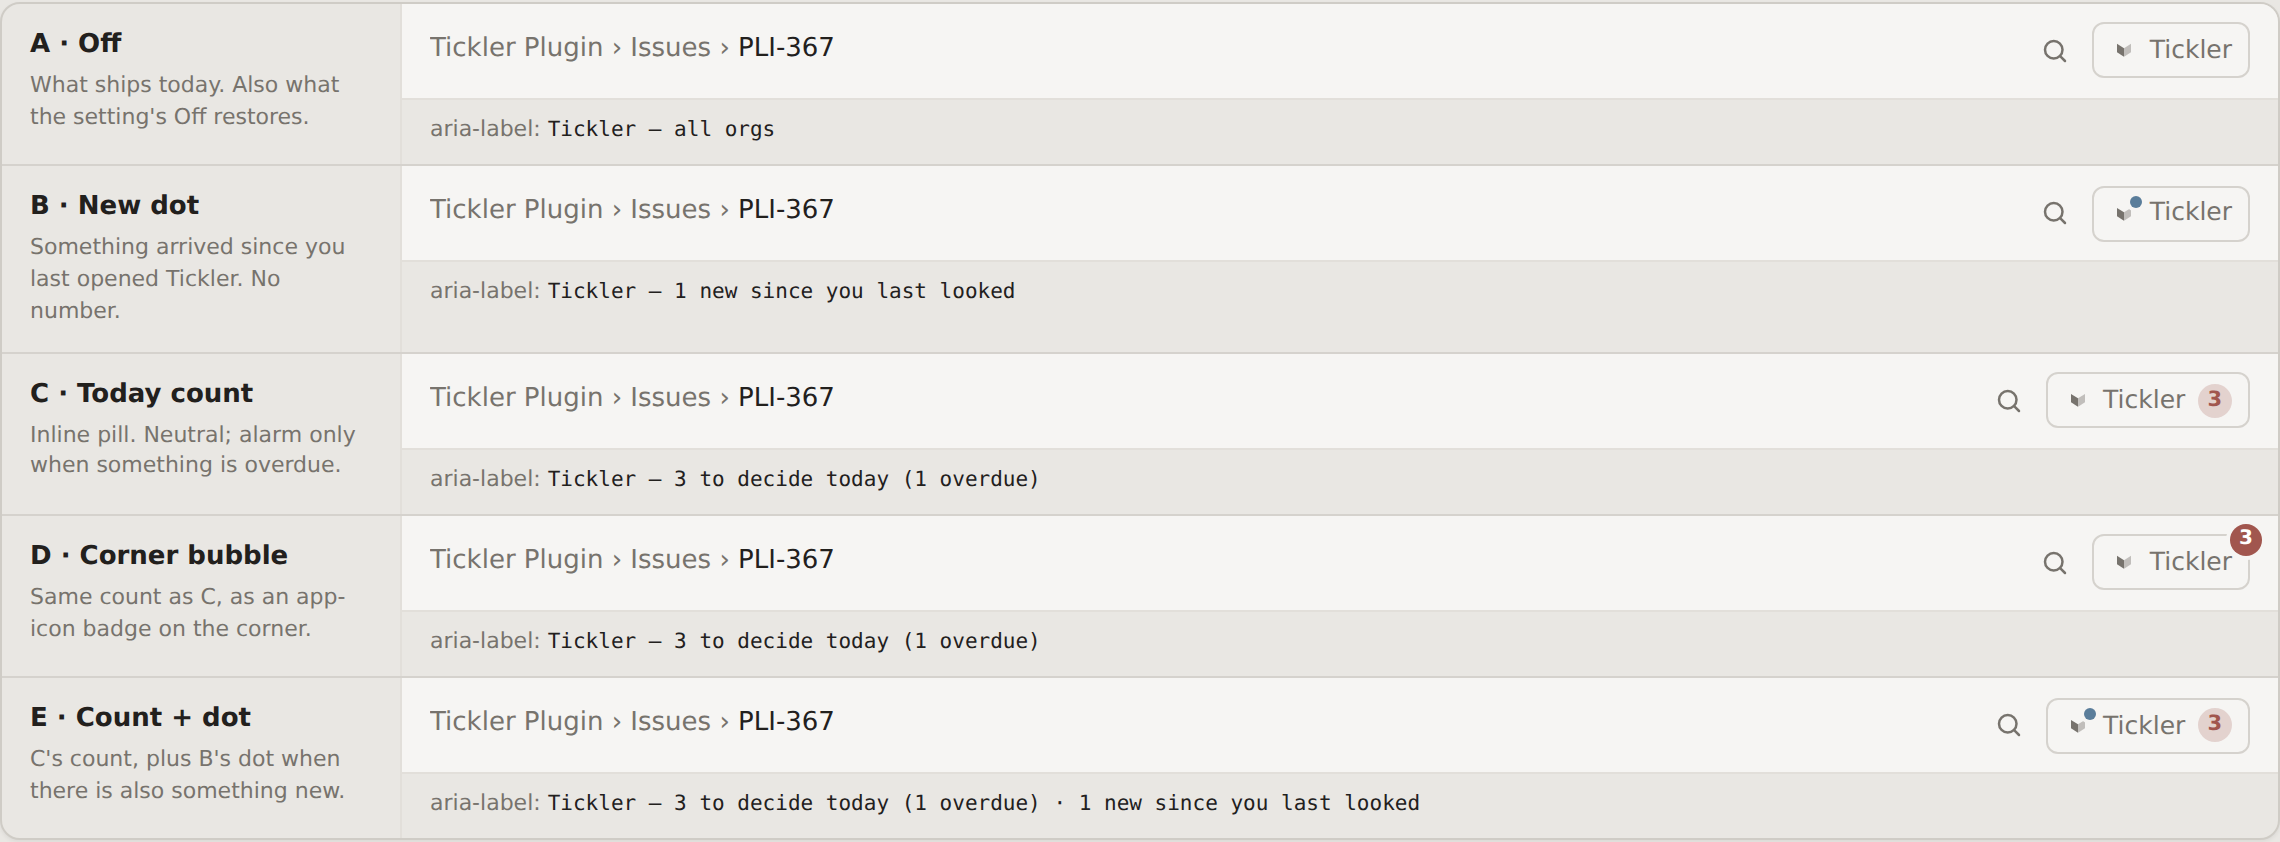 A · Off
What ships today. Also what
the setting's Off restores.
Tickler Plugin › Issues › PLI-367
Tickler
aria-label: Tickler — all orgs
B · New dot
Something arrived since you
last opened Tickler. No
number.
Tickler Plugin › Issues › PLI-367
Tickler
aria-label: Tickler — 1 new since you last looked
C · Today count
Inline pill. Neutral; alarm only
when something is overdue.
Tickler Plugin › Issues › PLI-367
Tickler 3
aria-label: Tickler — 3 to decide today (1 overdue)
D · Corner bubble
Same count as C, as an app-
icon badge on the corner.
Tickler Plugin › Issues › PLI-367
Tickler 3
aria-label: Tickler — 3 to decide today (1 overdue)
E · Count + dot
C's count, plus B's dot when
there is also something new.
Tickler Plugin › Issues › PLI-367
Tickler 3
aria-label: Tickler — 3 to decide today (1 overdue) · 1 new since you last looked